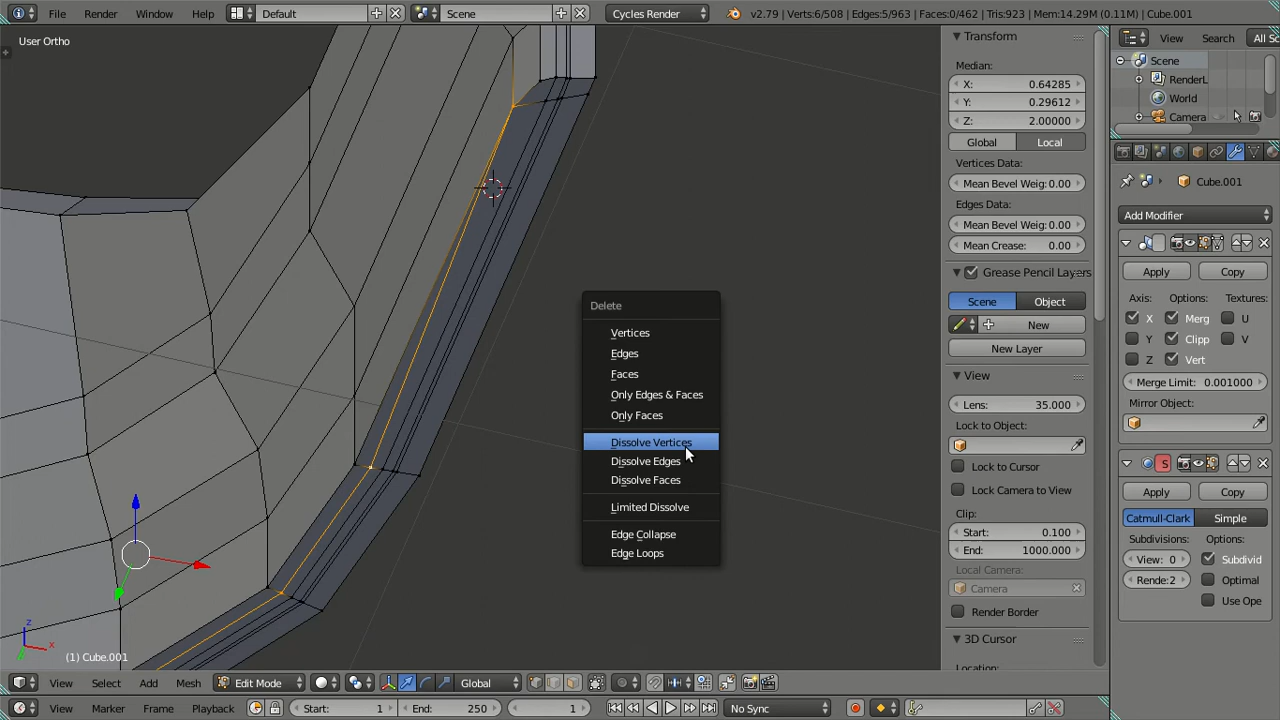 File Render Window Help Default Scene Cycles Render v2.79 | Verts:6/508 | Edges:5/963 | Faces:0/462 | Tris:923 | Mem:14.29M (0.11M) | Cube.001
User Ortho
(1) Cube.001
z
x
Delete
Vertices
Edges
Faces
Only Edges & Faces
Only Faces
Dissolve Vertices
Dissolve Edges
Dissolve Faces
Limited Dissolve
Edge Collapse
Edge Loops
Transform
Median:
X: 0.64285
Y: 0.29612
Z: 2.00000
Global Local
Vertices Data:
Mean Bevel Weig: 0.00
Edges Data:
Mean Bevel Weig: 0.00
Mean Crease: 0.00
Grease Pencil Layers
Scene Object
New
New Layer
View
Lens: 35.000
Lock to Object:
Lock to Cursor
Lock Camera to View
Clip:
Start: 0.100
End: 1000.000
Local Camera:
Camera
Render Border
3D Cursor
Location:
View Search All Sc
Scene
RenderL
World
Camera
Cube.001
Add Modifier
Apply Copy
Axis: Options: Textures:
X Merg U
Y Clipp V
Z Vert
Merge Limit: 0.001000
Mirror Object:
S
Apply Copy
Catmull-Clark Simple
Subdivisions: Options:
View: 0 Subdivid
Rende: 2 Optimal
Use Ope
View Select Add Mesh Edit Mode Global
View Marker Frame Playback Start: 1 End: 250 1 No Sync